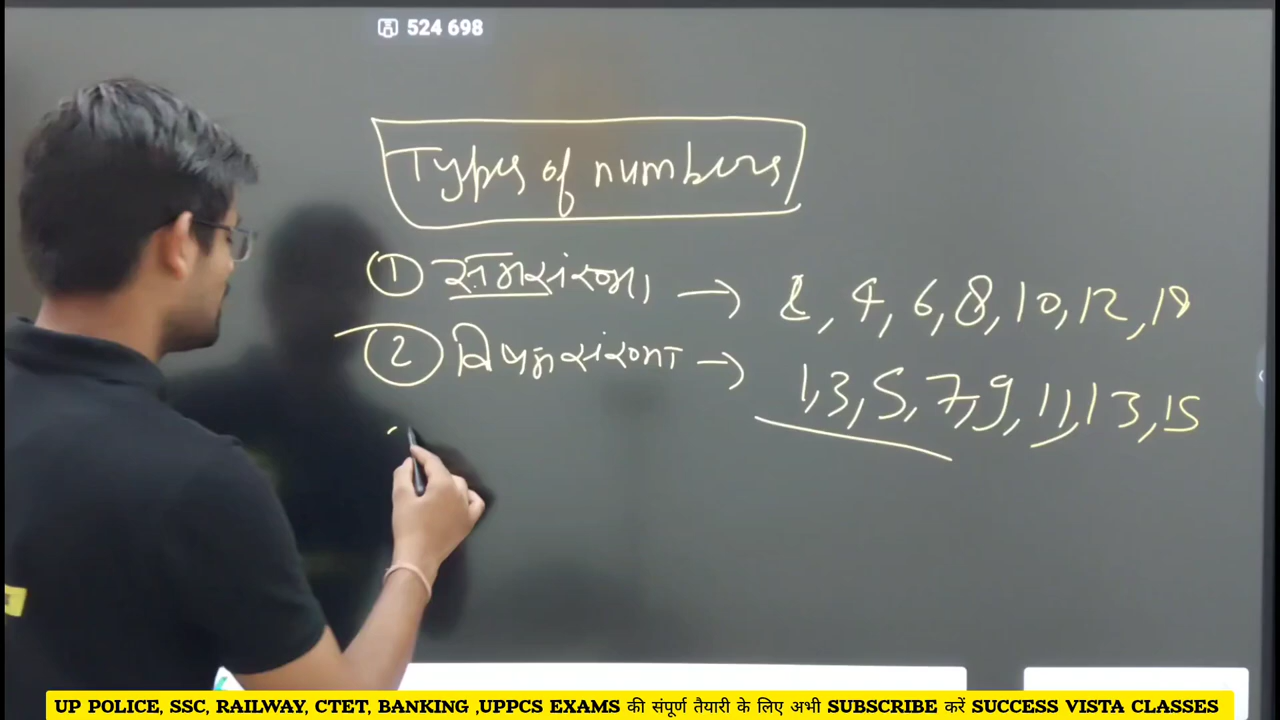 524 698
Types of numbers
① समसंख्या → 2, 4, 6, 8, 10, 12, 14
② विषमसंख्या → 1, 3, 5, 7, 9, 11, 13, 15
UP POLICE, SSC, RAILWAY, CTET, BANKING ,UPPCS EXAMS की संपूर्ण तैयारी के लिए अभी SUBSCRIBE करें SUCCESS VISTA CLASSES